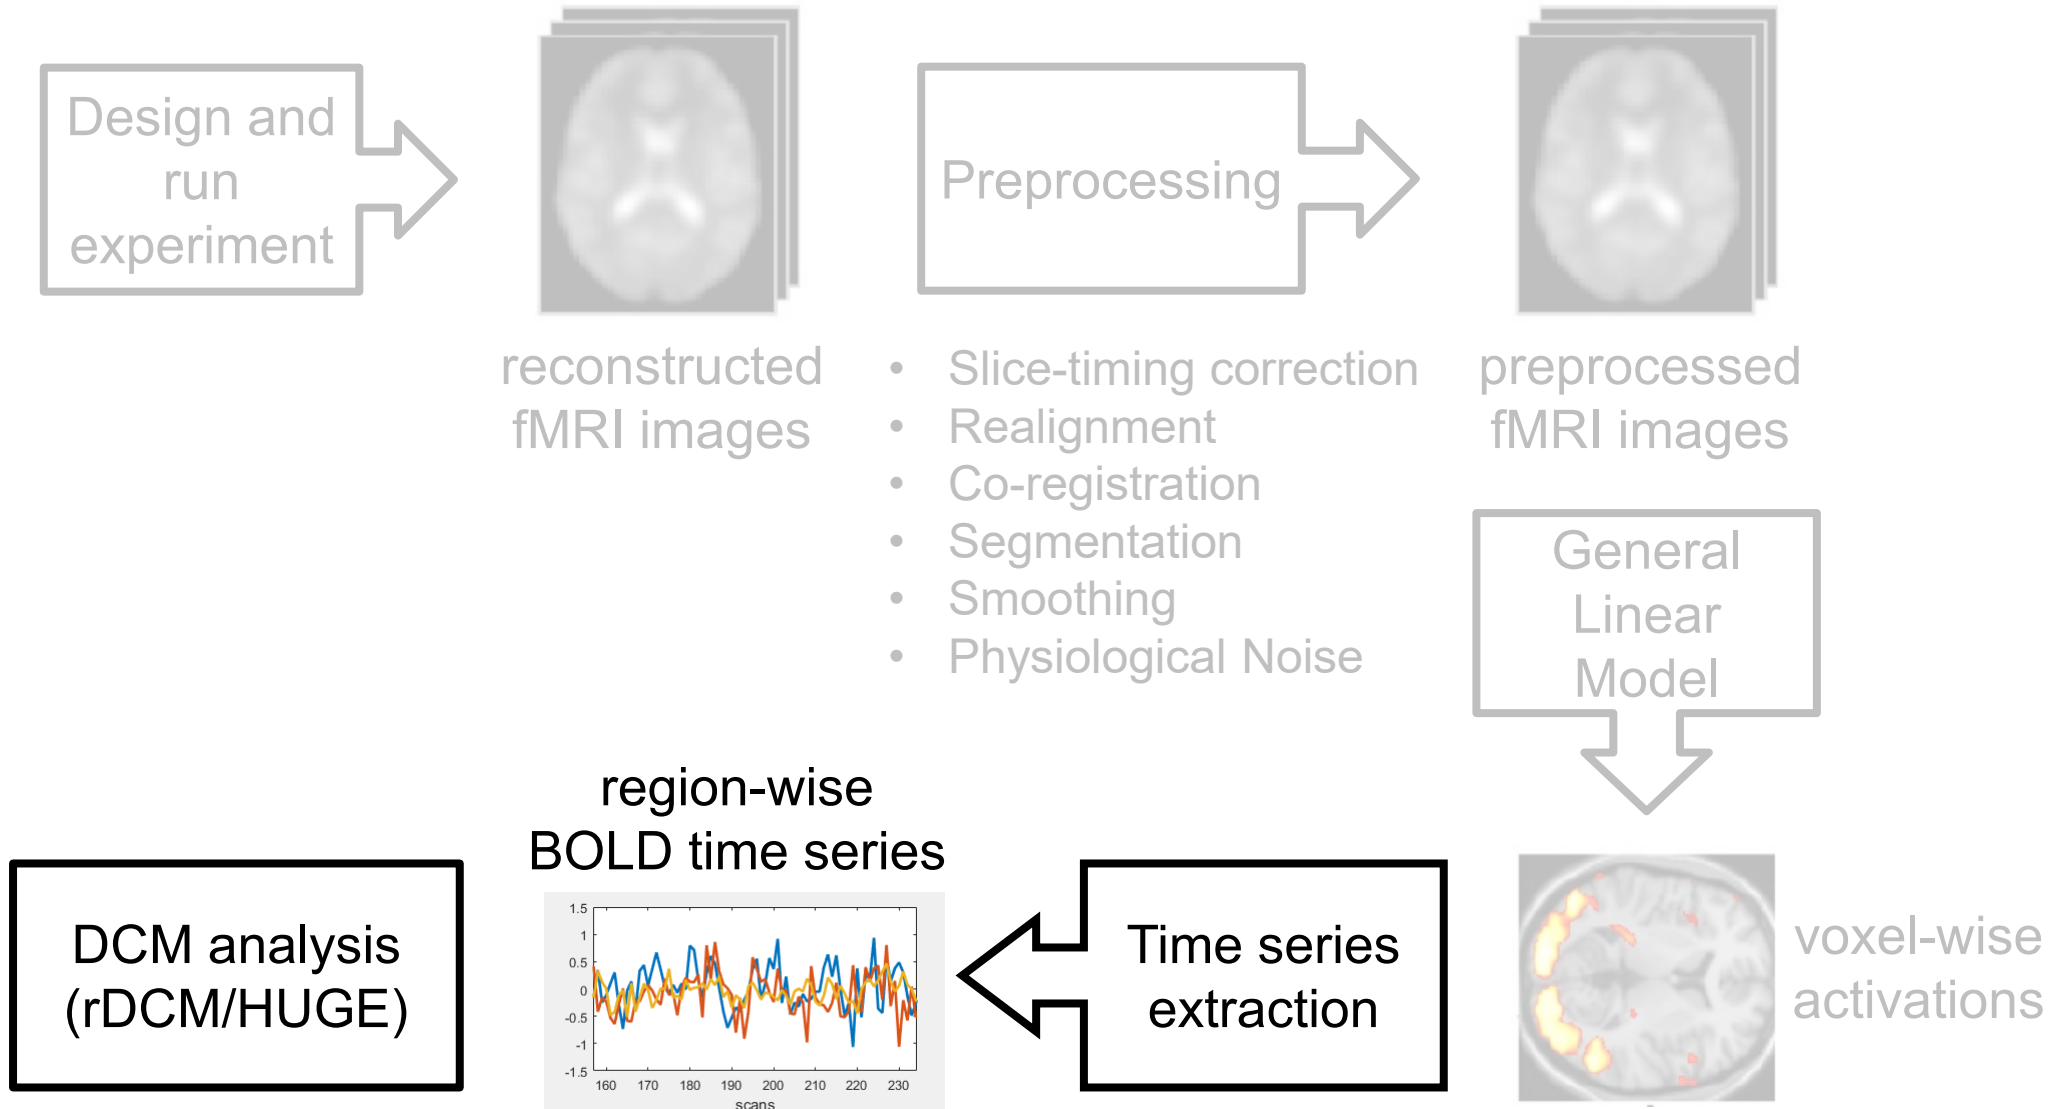 Design and
run
experiment
reconstructed
fMRI images
Preprocessing
• Slice-timing correction
• Realignment
• Co-registration
• Segmentation
• Smoothing
• Physiological Noise
preprocessed
fMRI images
General
Linear
Model
voxel-wise
activations
Time series
extraction
region-wise
BOLD time series
1.5
1
0.5
0
-0.5
-1
-1.5
160 170 180 190 200 210 220 230
scans
DCM analysis
(rDCM/HUGE)